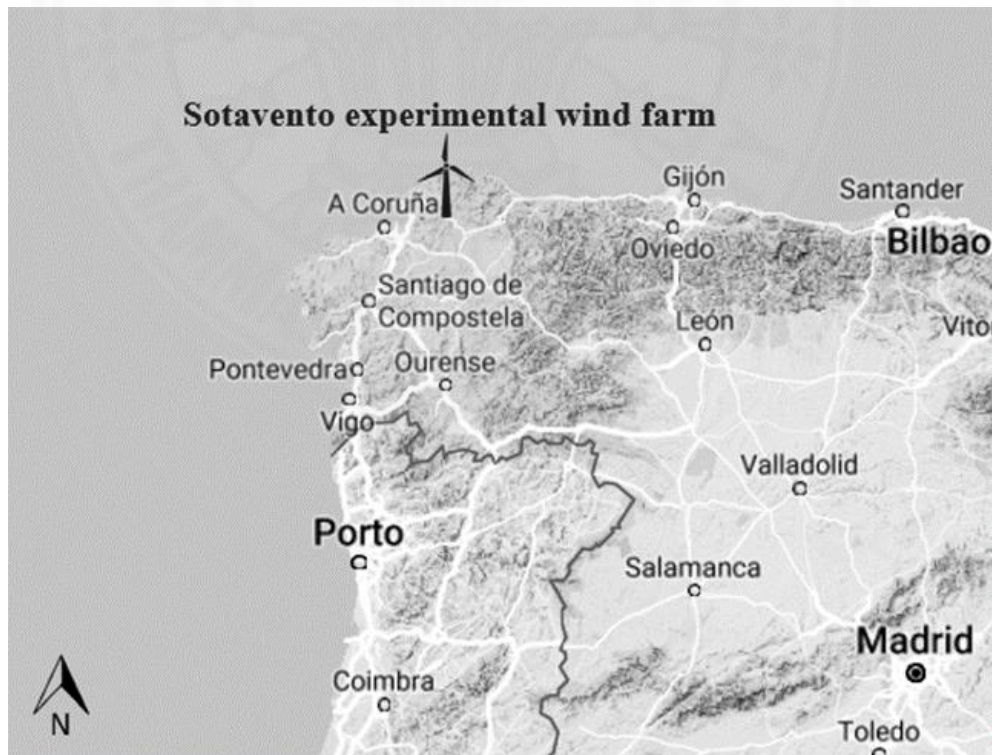 Sotavento experimental wind farm
Gijón
Santander
A Coruña
Oviedo
Bilbao
Santiago de
Compostela
León
Vitor
Pontevedra
Ourense
Vigo
Valladolid
Porto
Salamanca
Madrid
Coimbra
N
Toledo